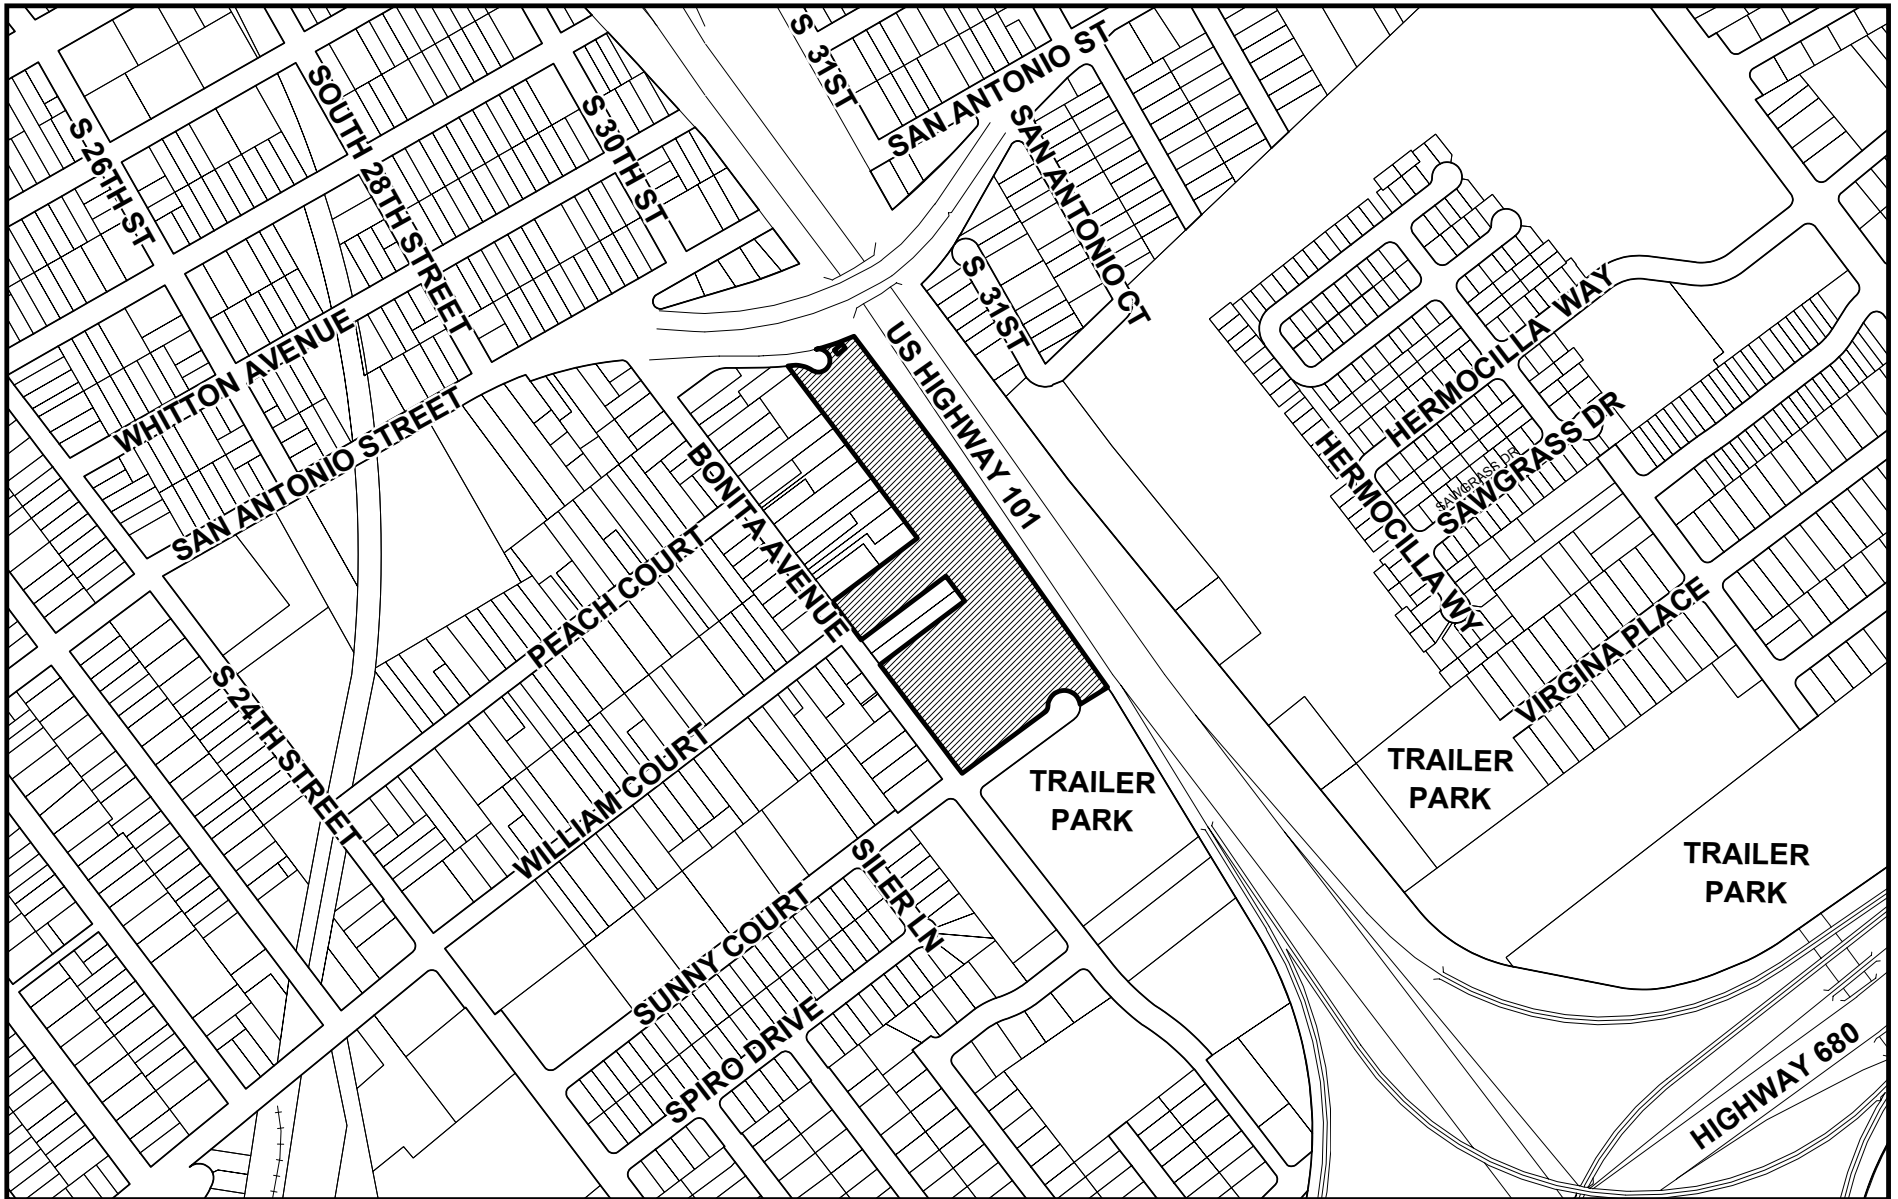 S 31ST
SAN ANTONIO ST
SOUTH 28TH STREET
S 30TH ST
S 26TH ST
SAN ANTONIO CT
S 31ST
HERMOCILLA WAY
US HIGHWAY 101
WHITTON AVENUE
SAN ANTONIO STREET
BONITA AVENUE
HERMOCILLA WY
SAWGRASS DR
SAWGRASS DR
PEACH COURT
VIRGINA PLACE
S 24TH STREET
WILLIAM COURT
TRAILER
PARK
TRAILER
PARK
TRAILER
PARK
SILER LN
SUNNY COURT
SPIRO DRIVE
HIGHWAY 680